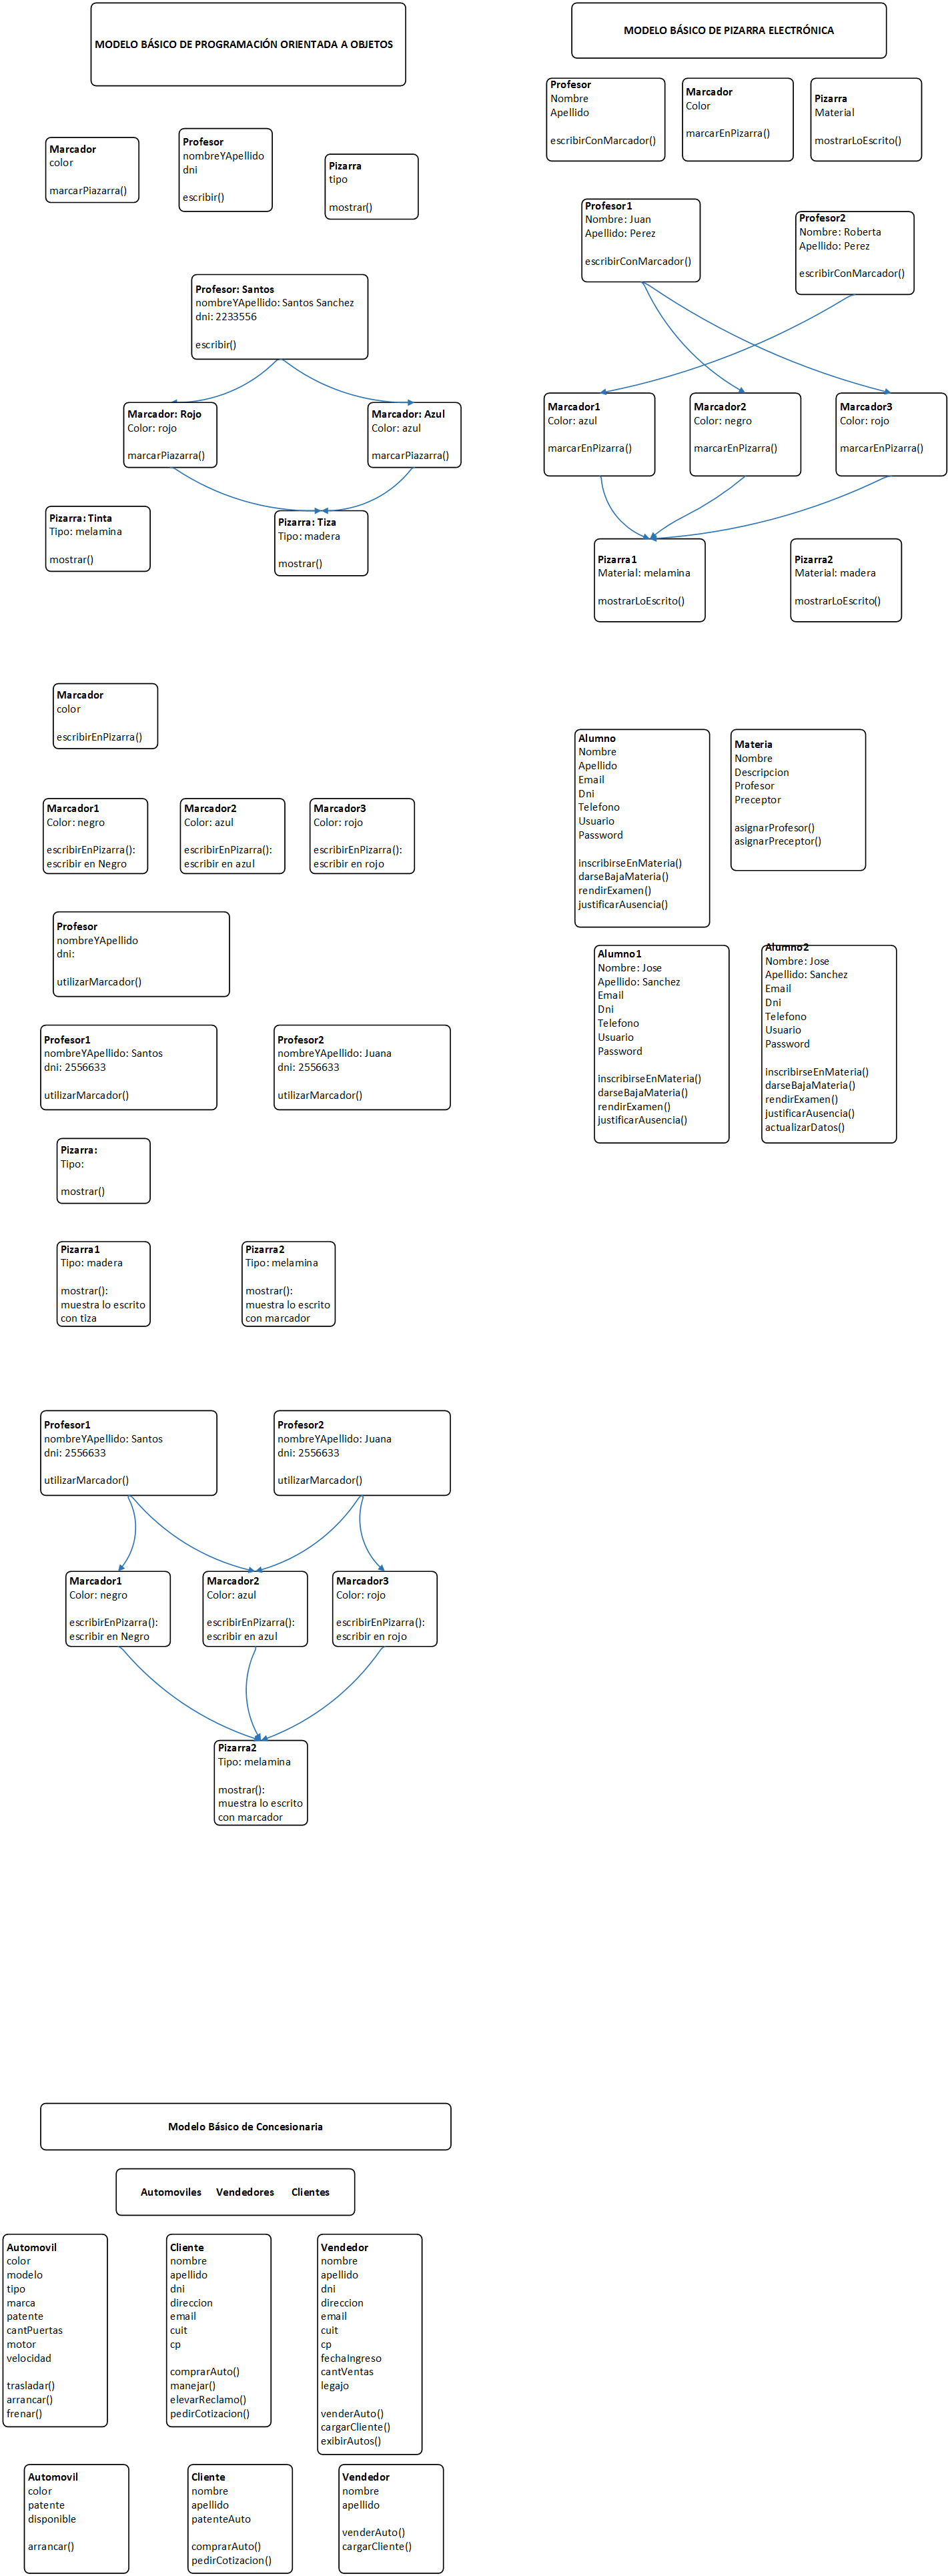 MODELO BÁSICO DE PROGRAMACIÓN ORIENTADA A OBJETOS
Marcador
color
marcarPiazarra()
Profesor
nombreYApellido
dni
escribir()
Pizarra
tipo
mostrar()
Profesor: Santos
nombreYApellido: Santos Sanchez
dni: 2233556
escribir()
Marcador: Rojo
Color: rojo
marcarPiazarra()
Marcador: Azul
Color: azul
marcarPiazarra()
Pizarra: Tinta
Tipo: melamina
mostrar()
Pizarra: Tiza
Tipo: madera
mostrar()
Marcador
color
escribirEnPizarra()
Marcador1
Color: negro
escribirEnPizarra():
escribir en Negro
Marcador2
Color: azul
escribirEnPizarra():
escribir en azul
Marcador3
Color: rojo
escribirEnPizarra():
escribir en rojo
Profesor
nombreYApellido
dni:
utilizarMarcador()
Profesor1
nombreYApellido: Santos
dni: 2556633
utilizarMarcador()
Profesor2
nombreYApellido: Juana
dni: 2556633
utilizarMarcador()
Pizarra:
Tipo:
mostrar()
Pizarra1
Tipo: madera
mostrar():
muestra lo escrito
con tiza
Pizarra2
Tipo: melamina
mostrar():
muestra lo escrito
con marcador
Profesor1
nombreYApellido: Santos
dni: 2556633
utilizarMarcador()
Profesor2
nombreYApellido: Juana
dni: 2556633
utilizarMarcador()
Marcador1
Color: negro
escribirEnPizarra():
escribir en Negro
Marcador2
Color: azul
escribirEnPizarra():
escribir en azul
Marcador3
Color: rojo
escribirEnPizarra():
escribir en rojo
Pizarra2
Tipo: melamina
mostrar():
muestra lo escrito
con marcador
MODELO BÁSICO DE PIZARRA ELECTRÓNICA
Profesor
Nombre
Apellido
escribirConMarcador()
Marcador
Color
marcarEnPizarra()
Pizarra
Material
mostrarLoEscrito()
Profesor1
Nombre: Juan
Apellido: Perez
escribirConMarcador()
Profesor2
Nombre: Roberta
Apellido: Perez
escribirConMarcador()
Marcador1
Color: azul
marcarEnPizarra()
Marcador2
Color: negro
marcarEnPizarra()
Marcador3
Color: rojo
marcarEnPizarra()
Pizarra1
Material: melamina
mostrarLoEscrito()
Pizarra2
Material: madera
mostrarLoEscrito()
Alumno
Nombre
Apellido
Email
Dni
Telefono
Usuario
Password
inscribirseEnMateria()
darseBajaMateria()
rendirExamen()
justificarAusencia()
Materia
Nombre
Descripcion
Profesor
Preceptor
asignarProfesor()
asignarPreceptor()
Alumno1
Nombre: Jose
Apellido: Sanchez
Email
Dni
Telefono
Usuario
Password
inscribirseEnMateria()
darseBajaMateria()
rendirExamen()
justificarAusencia()
Alumno2
Nombre: Jose
Apellido: Sanchez
Email
Dni
Telefono
Usuario
Password
inscribirseEnMateria()
darseBajaMateria()
rendirExamen()
justificarAusencia()
actualizarDatos()
Modelo Básico de Concesionaria
Automoviles Vendedores Clientes
Automovil
color
modelo
tipo
marca
patente
cantPuertas
motor
velocidad
trasladar()
arrancar()
frenar()
Cliente
nombre
apellido
dni
direccion
email
cuit
cp
comprarAuto()
manejar()
elevarReclamo()
pedirCotizacion()
Vendedor
nombre
apellido
dni
direccion
email
cuit
cp
fechaIngreso
cantVentas
legajo
venderAuto()
cargarCliente()
exibirAutos()
Automovil
color
patente
disponible
arrancar()
Cliente
nombre
apellido
patenteAuto
comprarAuto()
pedirCotizacion()
Vendedor
nombre
apellido
venderAuto()
cargarCliente()